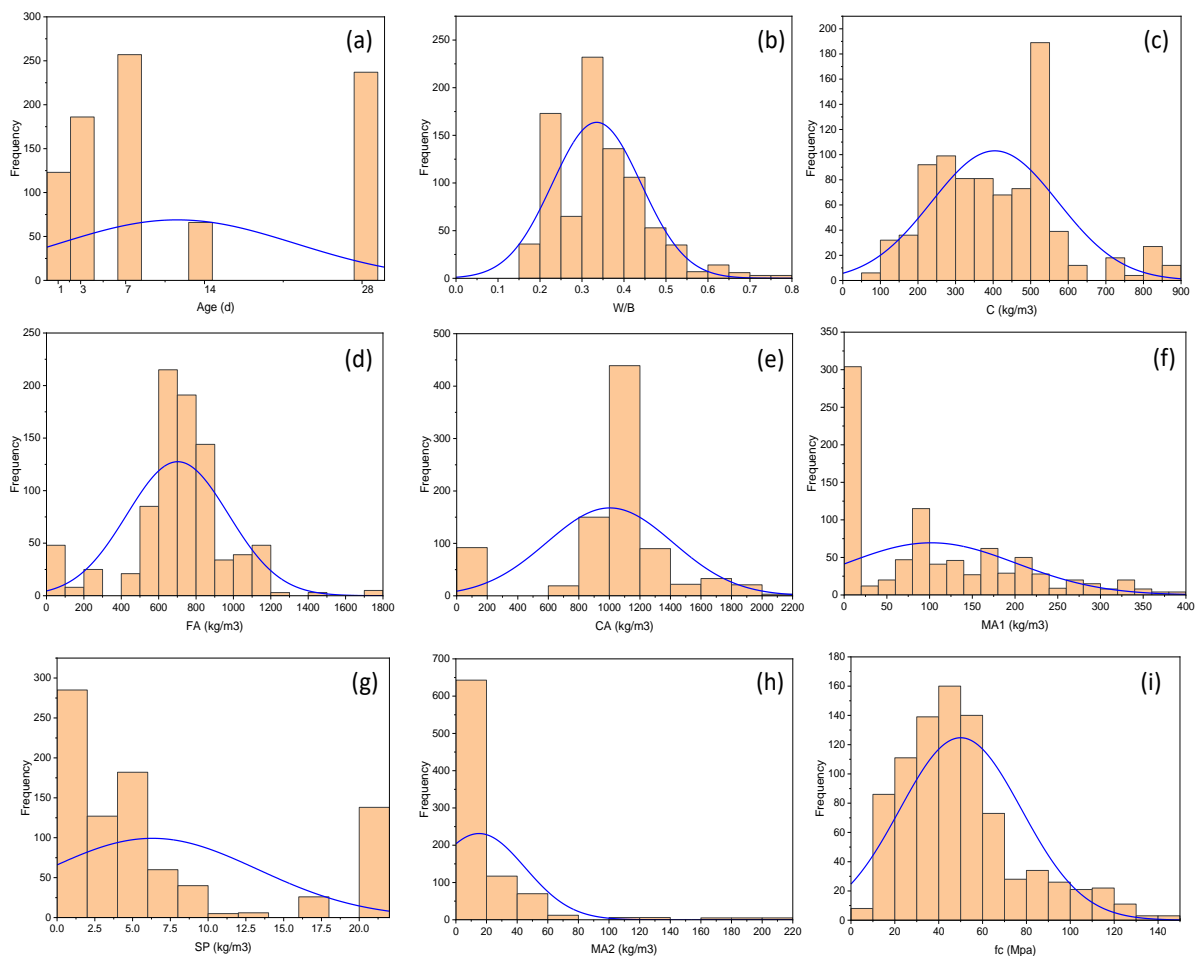 (a)
Frequency
300
250
200
150
100
50
0
1 3 7 14 28
Age (d)
(b)
Frequency
250
200
150
100
50
0
0.0 0.1 0.2 0.3 0.4 0.5 0.6 0.7 0.8
W/B
(c)
Frequency
200
180
160
140
120
100
80
60
40
20
0
0 100 200 300 400 500 600 700 800 900
C (kg/m3)
(d)
Frequency
250
200
150
100
50
0
0 200 400 600 800 1000 1200 1400 1600 1800
FA (kg/m3)
(e)
Frequency
500
400
300
200
100
0
0 200 400 600 800 1000 1200 1400 1600 1800 2000 2200
CA (kg/m3)
(f)
Frequency
350
300
250
200
150
100
50
0
0 50 100 150 200 250 300 350 400
MA1 (kg/m3)
(g)
Frequency
300
250
200
150
100
50
0
0.0 2.5 5.0 7.5 10.0 12.5 15.0 17.5 20.0
SP (kg/m3)
(h)
Frequency
700
600
500
400
300
200
100
0
0 20 40 60 80 100 120 140 160 180 200 220
MA2 (kg/m3)
(i)
Frequency
180
160
140
120
100
80
60
40
20
0
0 20 40 60 80 100 120 140
fc (Mpa)